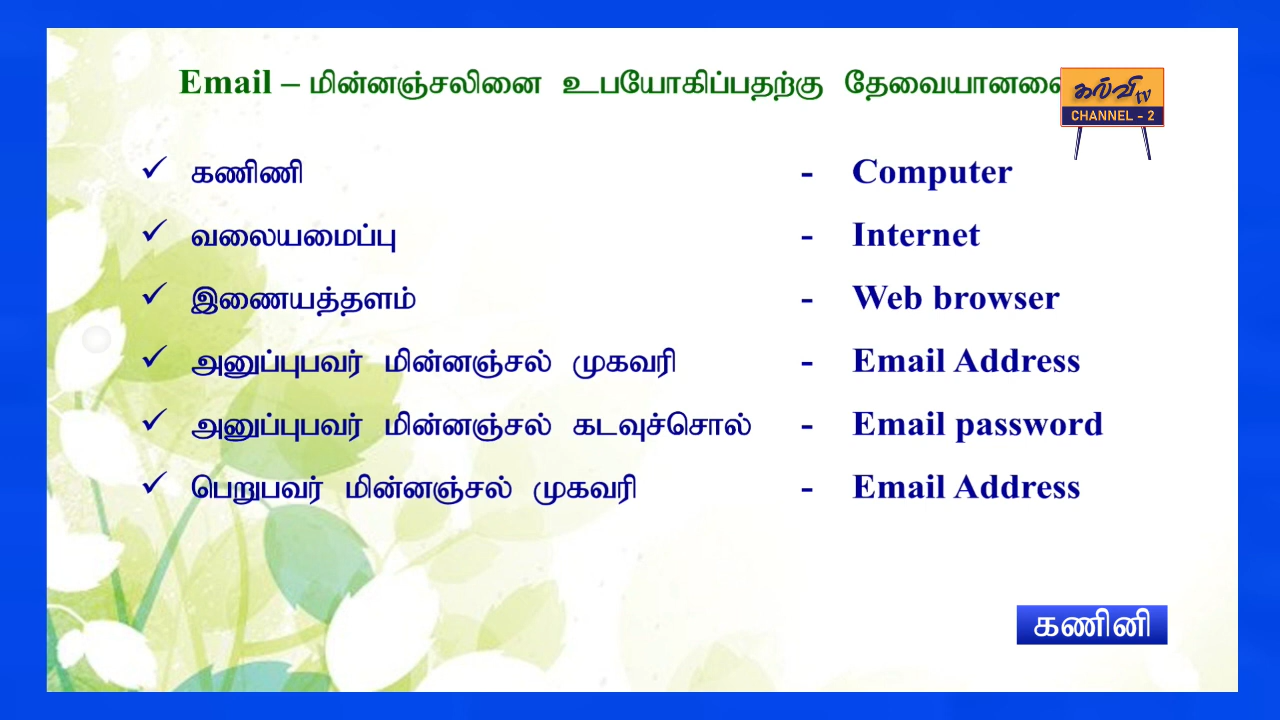 Email – மின்னஞ்சலினை உபயோகிப்பதற்கு தேவையானவை
கல்வி tv
CHANNEL - 2
✓ கணிணி - Computer
✓ வலையமைப்பு - Internet
✓ இணையத்தளம் - Web browser
✓ அனுப்புபவர் மின்னஞ்சல் முகவரி - Email Address
✓ அனுப்புபவர் மின்னஞ்சல் கடவுச்சொல் - Email password
✓ பெறுபவர் மின்னஞ்சல் முகவரி - Email Address
கணினி